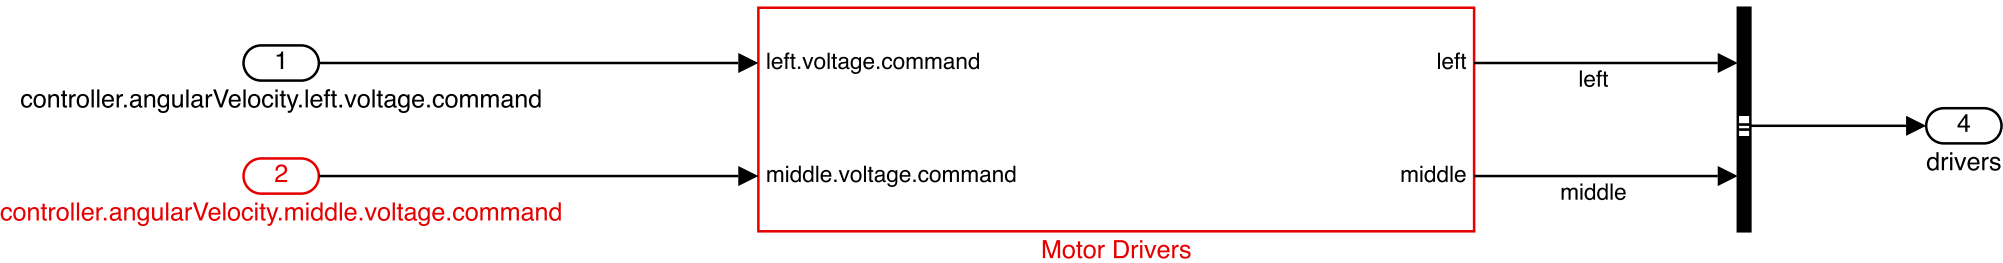 1
controller.angularVelocity.left.voltage.command
left.voltage.command
left
left
2
controller.angularVelocity.middle.voltage.command
middle.voltage.command
middle
middle
4
drivers
Motor Drivers